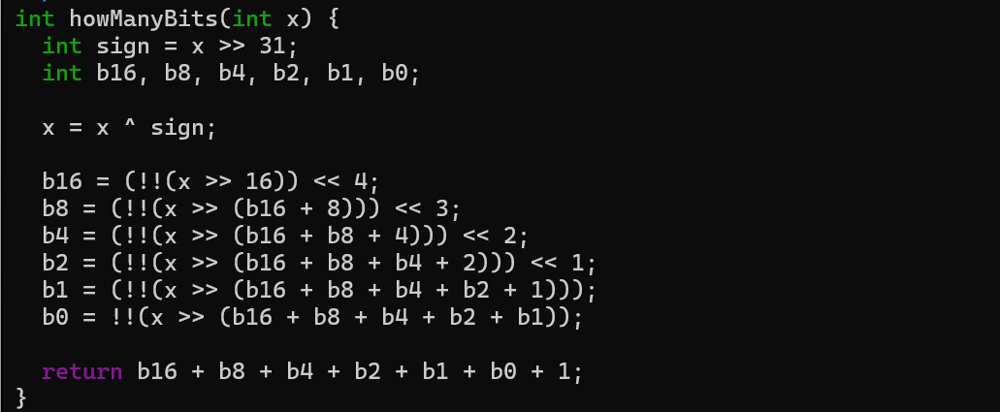 int howManyBits(int x) {
  int sign = x >> 31;
  int b16, b8, b4, b2, b1, b0;

  x = x ^ sign;

  b16 = (!!(x >> 16)) << 4;
  b8 = (!!(x >> (b16 + 8))) << 3;
  b4 = (!!(x >> (b16 + b8 + 4))) << 2;
  b2 = (!!(x >> (b16 + b8 + b4 + 2))) << 1;
  b1 = (!!(x >> (b16 + b8 + b4 + b2 + 1)));
  b0 = !!(x >> (b16 + b8 + b4 + b2 + b1));

  return b16 + b8 + b4 + b2 + b1 + b0 + 1;
}